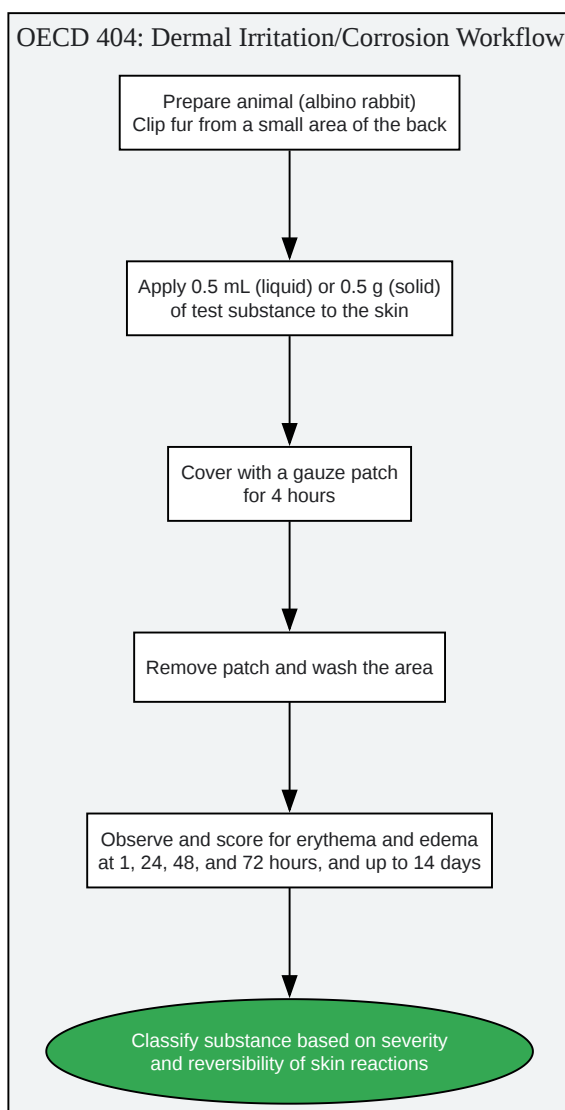 OECD 404: Dermal Irritation/Corrosion Workflow
Prepare animal (albino rabbit)
Clip fur from a small area of the back
Apply 0.5 mL (liquid) or 0.5 g (solid)
of test substance to the skin
Cover with a gauze patch
for 4 hours
Remove patch and wash the area
Observe and score for erythema and edema
at 1, 24, 48, and 72 hours, and up to 14 days
Classify substance based on severity
and reversibility of skin reactions